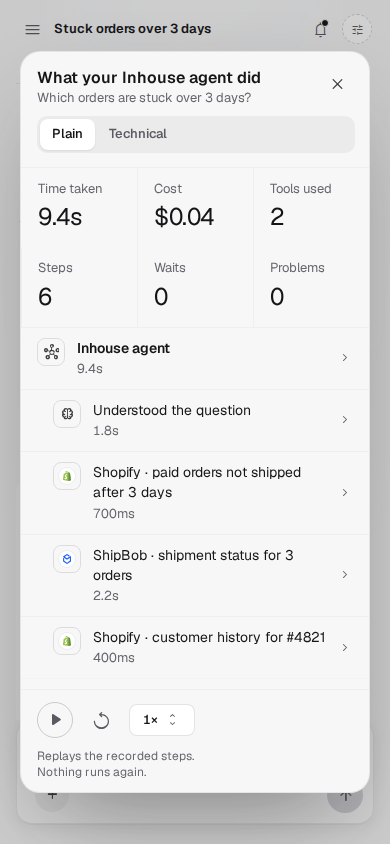 Stuck orders over 3 days
What your Inhouse agent did
Which orders are stuck over 3 days?
Plain
Technical
Time taken
Cost
Tools used
9.4s
$0.04
2
Steps
Waits
Problems
6
0
0
Inhouse agent
9.4s
Understood the question
1.8s
Shopify · paid orders not shipped
after 3 days
700ms
ShipBob · shipment status for 3
orders
2.2s
Shopify · customer history for #4821
400ms
1×
Replays the recorded steps.
Nothing runs again.